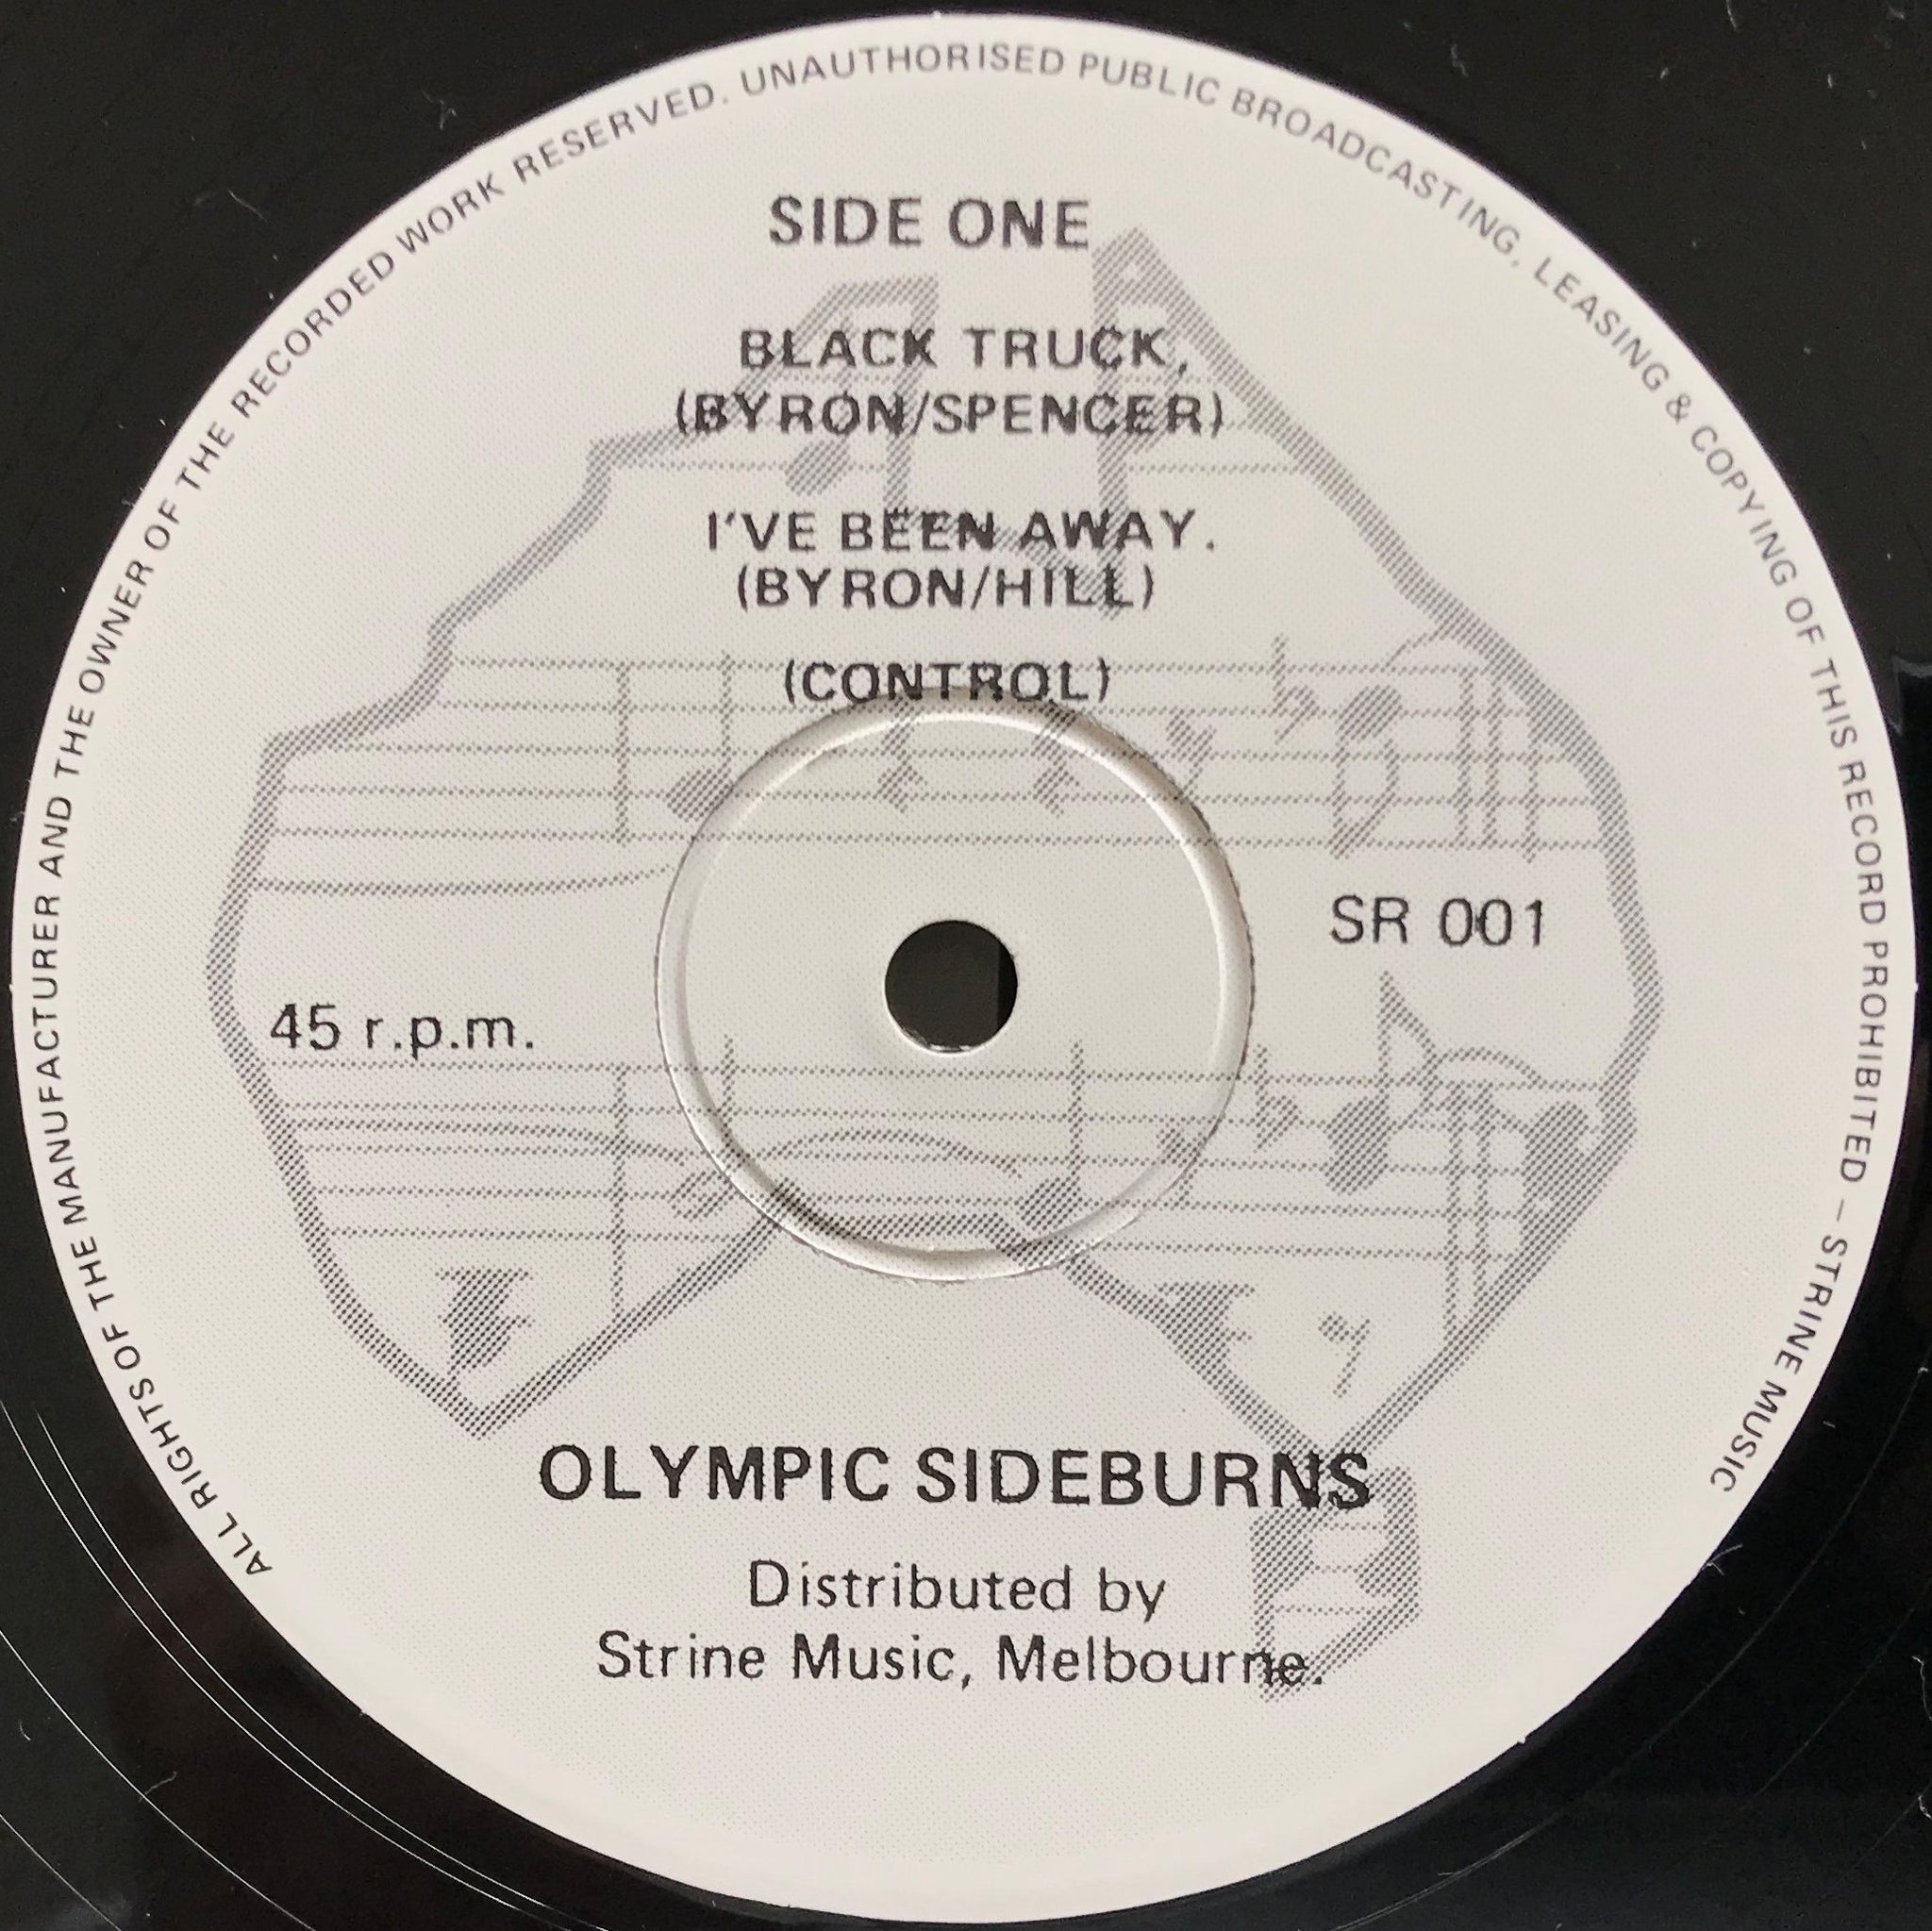 ALL RIGHTS OF THE MANUFACTURER AND THE OWNER OF THE RECORDED WORK RESERVED. UNAUTHORISED PUBLIC BROADCASTING, LEASING & COPYING OF THIS RECORD PROHIBITED – STRINE MUSIC
SIDE ONE
BLACK TRUCK,
(BYRON/SPENCER)
I'VE BEEN AWAY.
(BYRON/HILL)
(CONTROL)
SR 001
45 r.p.m.
OLYMPIC SIDEBURNS
Distributed by
Strine Music, Melbourne.